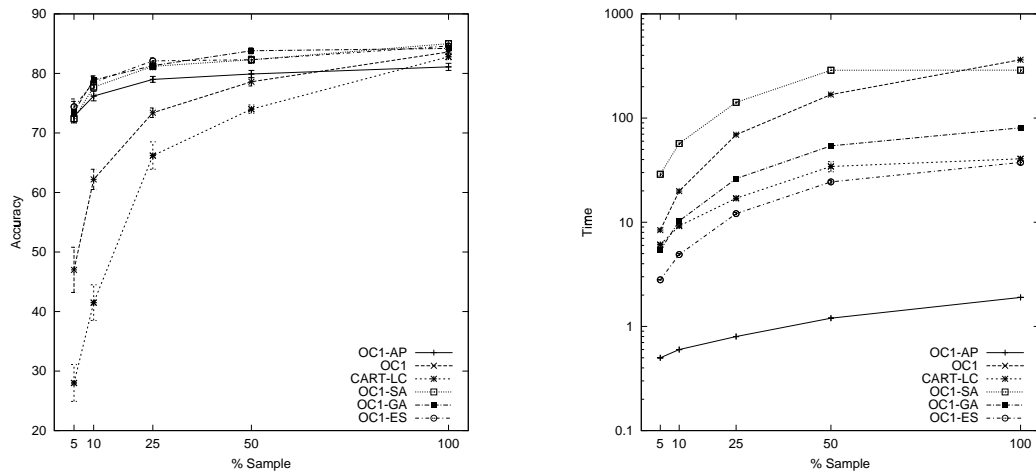 90
80
70
60
50
40
30
20
Accuracy
5 10 25 50 100
% Sample
OC1-AP
OC1
CART-LC
OC1-SA
OC1-GA
OC1-ES
1000
100
10
1
0.1
Time
5 10 25 50 100
% Sample
OC1-AP
OC1
CART-LC
OC1-SA
OC1-GA
OC1-ES